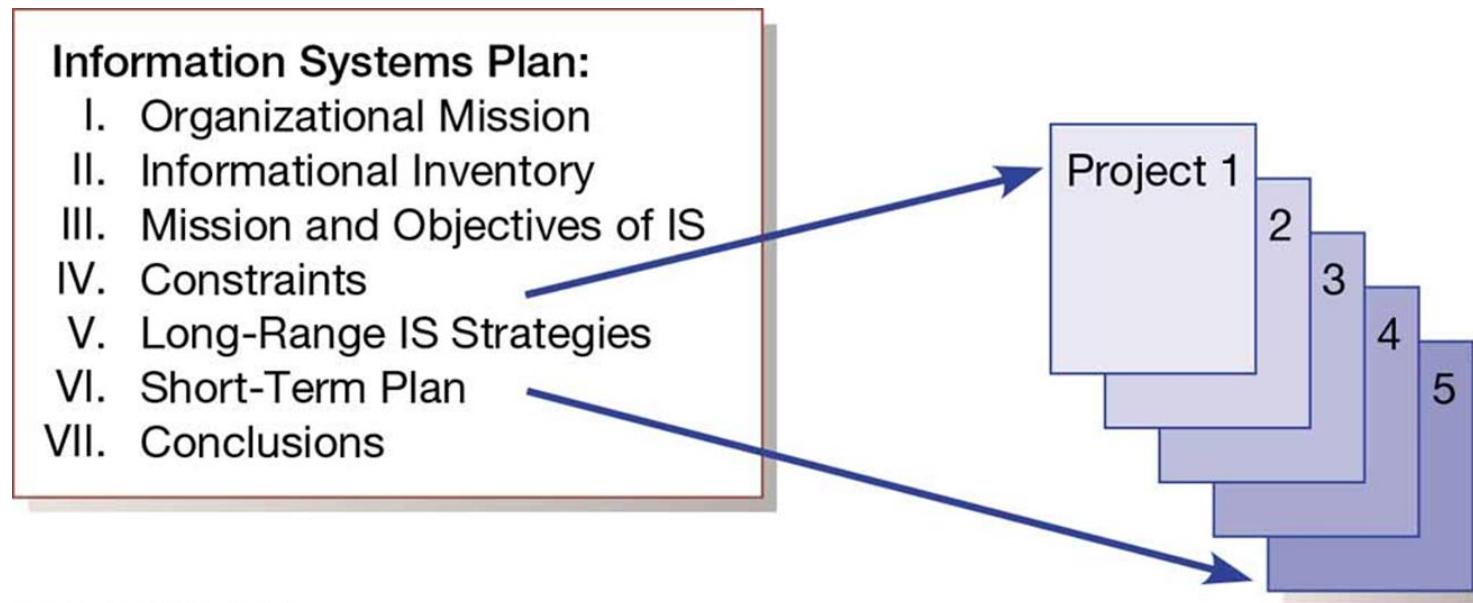 Information Systems Plan:
I. Organizational Mission
II. Informational Inventory
III. Mission and Objectives of IS
IV. Constraints
V. Long-Range IS Strategies
VI. Short-Term Plan
VII. Conclusions
Project 1
2
3
4
5